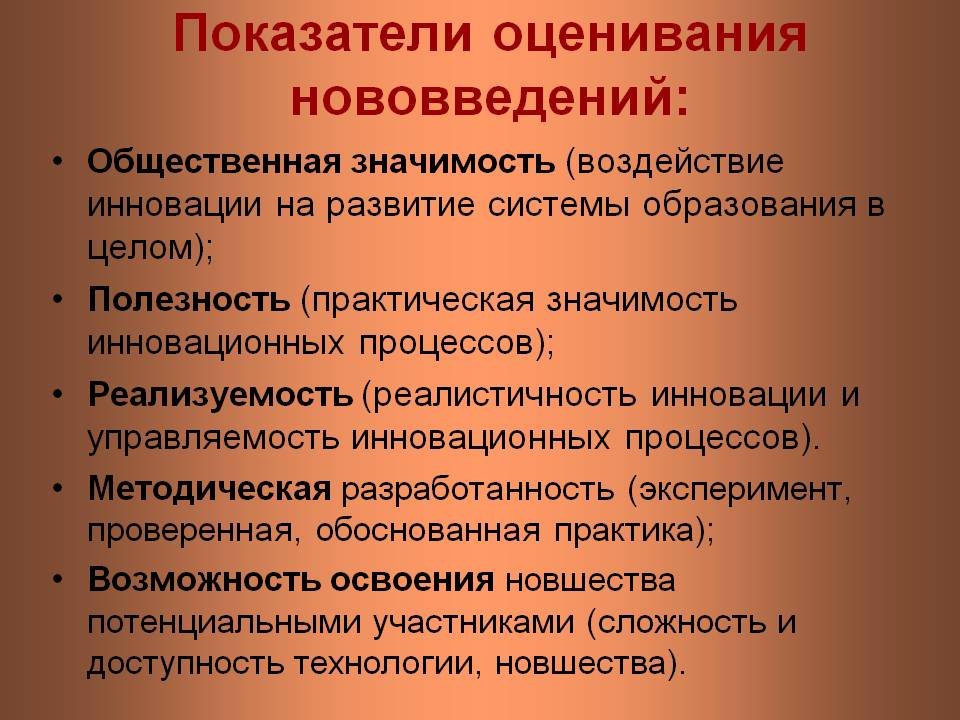 Показатели оценивания
нововведений:
• Общественная значимость (воздействие
инновации на развитие системы образования в
целом);
• Полезность (практическая значимость
инновационных процессов);
• Реализуемость (реалистичность инновации и
управляемость инновационных процессов).
• Методическая разработанность (эксперимент,
проверенная, обоснованная практика);
• Возможность освоения новшества
потенциальными участниками (сложность и
доступность технологии, новшества).